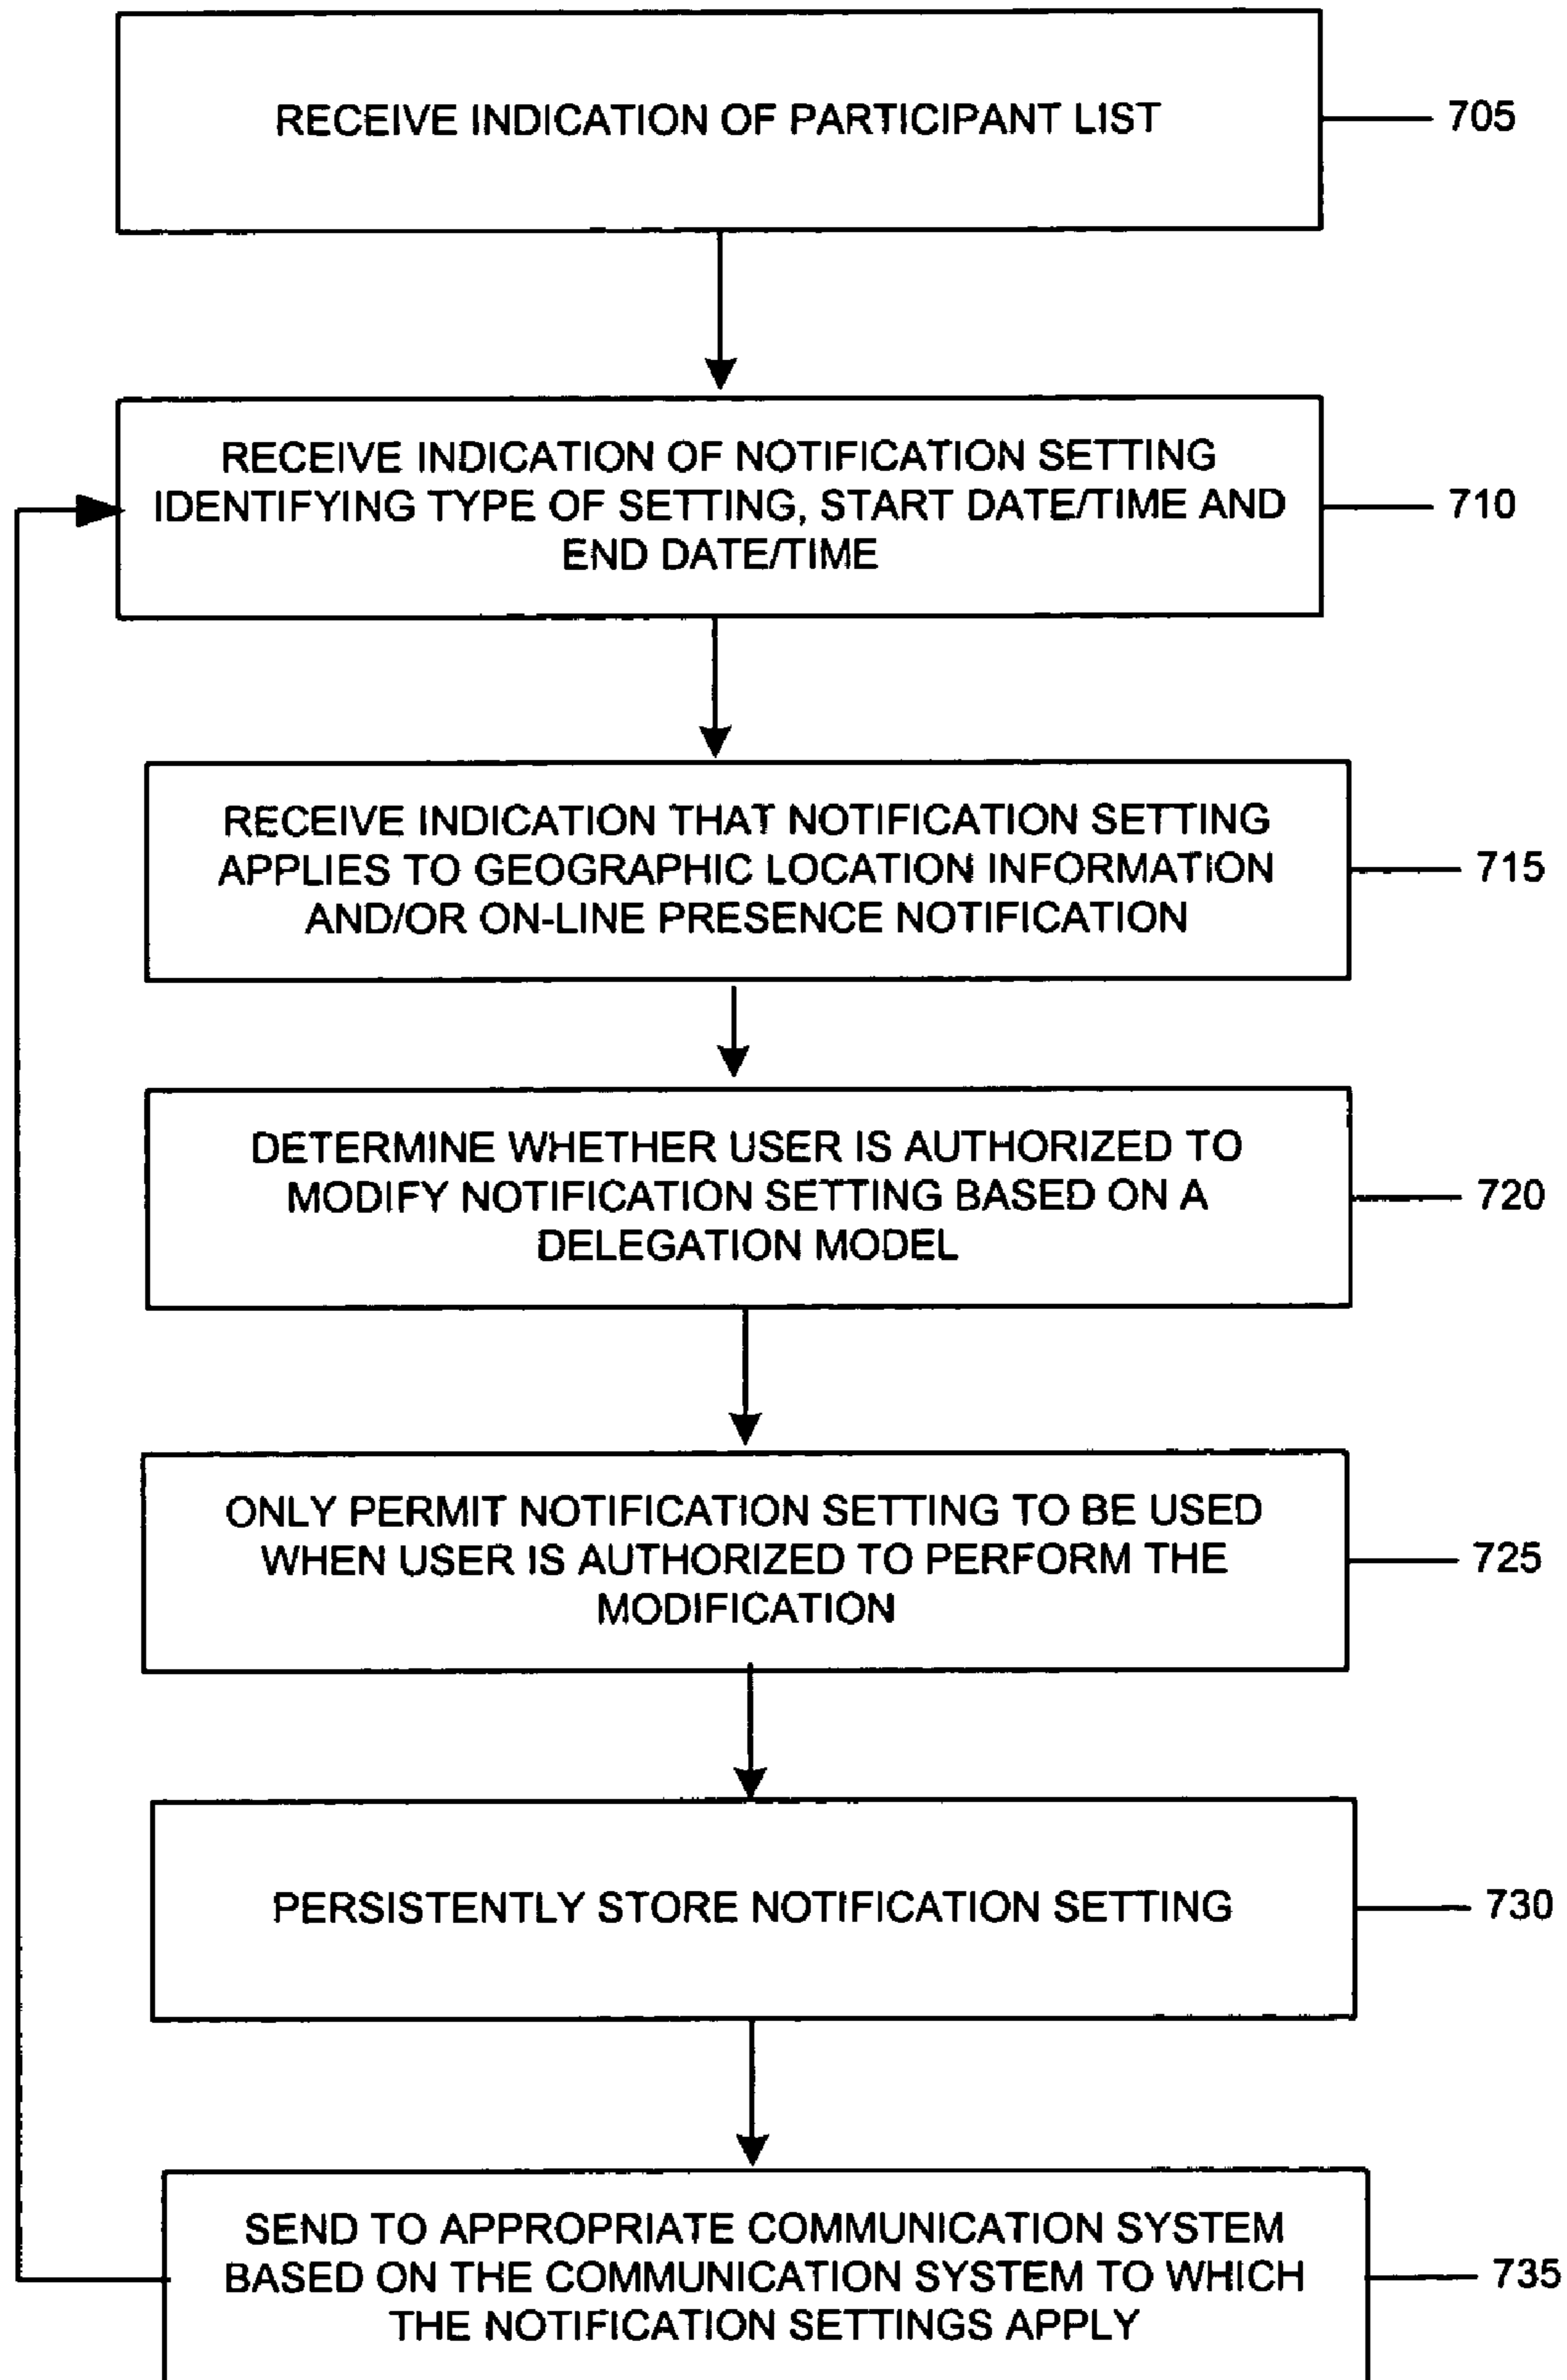 RECEIVE INDICATION OF PARTICIPANT LIST
705
RECEIVE INDICATION OF NOTIFICATION SETTING
IDENTIFYING TYPE OF SETTING, START DATE/TIME AND
END DATE/TIME
710
RECEIVE INDICATION THAT NOTIFICATION SETTING
APPLIES TO GEOGRAPHIC LOCATION INFORMATION
AND/OR ON-LINE PRESENCE NOTIFICATION
715
DETERMINE WHETHER USER IS AUTHORIZED TO
MODIFY NOTIFICATION SETTING BASED ON A
DELEGATION MODEL
720
ONLY PERMIT NOTIFICATION SETTING TO BE USED
WHEN USER IS AUTHORIZED TO PERFORM THE
MODIFICATION
725
PERSISTENTLY STORE NOTIFICATION SETTING
730
SEND TO APPROPRIATE COMMUNICATION SYSTEM
BASED ON THE COMMUNICATION SYSTEM TO WHICH
THE NOTIFICATION SETTINGS APPLY
735